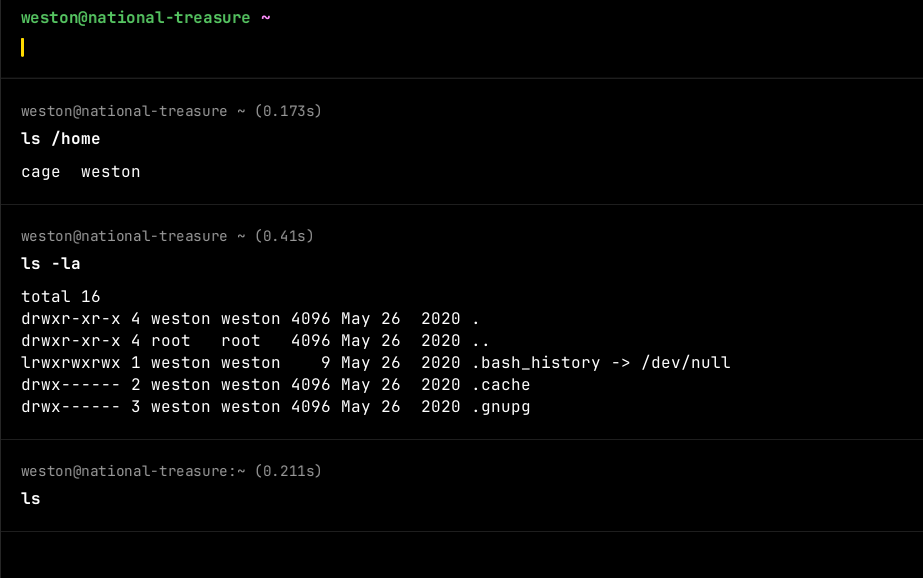 weston@national-treasure ~
weston@national-treasure ~ (0.173s)
ls /home
cage  weston
weston@national-treasure ~ (0.41s)
ls -la
total 16
drwxr-xr-x 4 weston weston 4096 May 26  2020 .
drwxr-xr-x 4 root   root   4096 May 26  2020 ..
lrwxrwxrwx 1 weston weston    9 May 26  2020 .bash_history -> /dev/null
drwx------ 2 weston weston 4096 May 26  2020 .cache
drwx------ 3 weston weston 4096 May 26  2020 .gnupg
weston@national-treasure:~ (0.211s)
ls